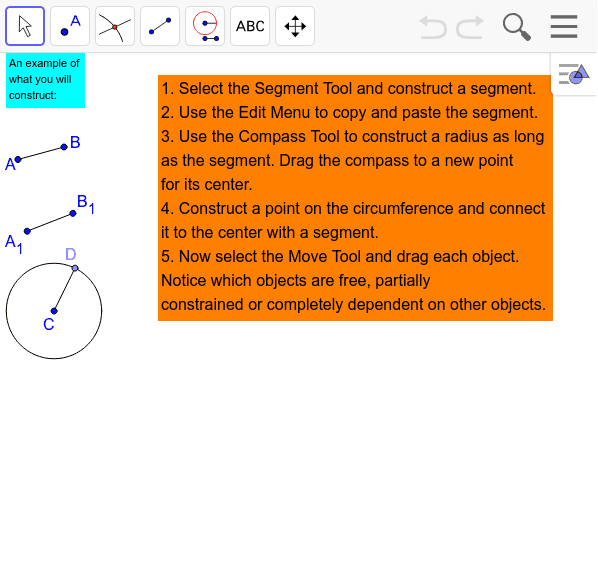 A
ABC
An example of
what you will
construct:
1. Select the Segment Tool and construct a segment.
2. Use the Edit Menu to copy and paste the segment.
3. Use the Compass Tool to construct a radius as long
as the segment. Drag the compass to a new point
for its center.
4. Construct a point on the circumference and connect
it to the center with a segment.
5. Now select the Move Tool and drag each object.
Notice which objects are free, partially
constrained or completely dependent on other objects.
B
A
B1
A1
D
C